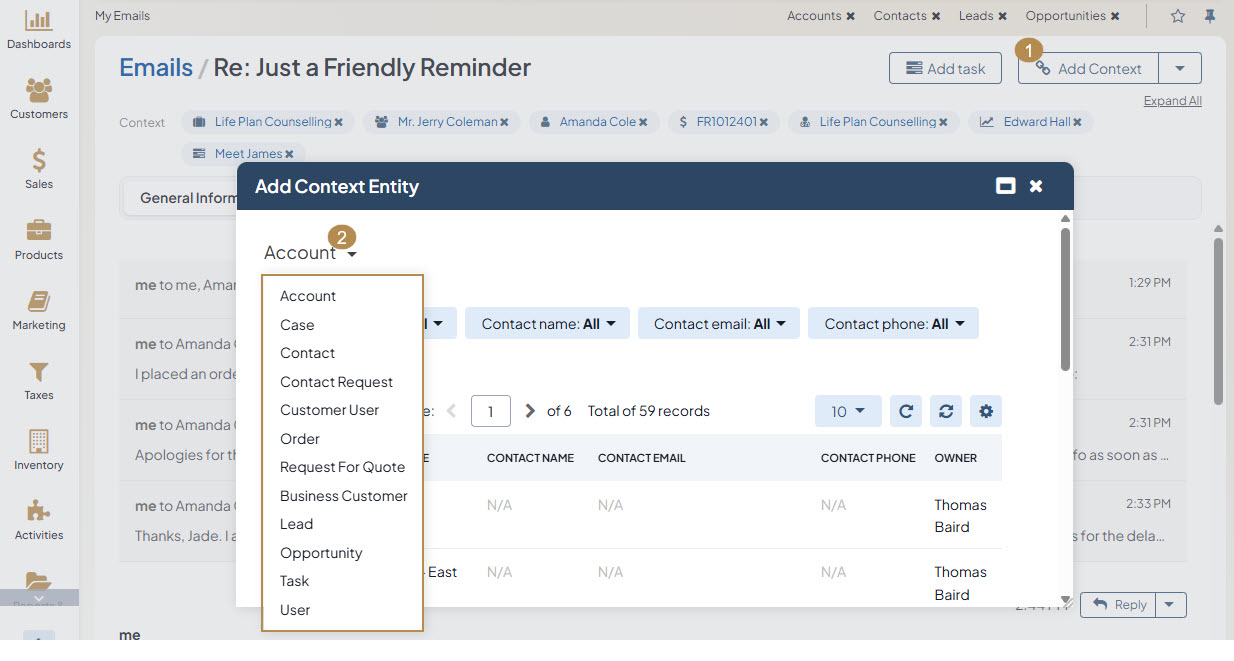 My Emails
Accounts ✖ Contacts ✖ Leads ✖ Opportunities ✖
Dashboards
Customers
Sales
Products
Marketing
Taxes
Inventory
Activities
Emails / Re: Just a Friendly Reminder
Add task
1
Add Context
Expand All
Context
Life Plan Counselling ✖ Mr. Jerry Coleman ✖ Amanda Cole ✖ $ FR1012401 ✖ Life Plan Counselling ✖ Edward Hall ✖
Meet James ✖
General Inform
Add Context Entity
2
Account
Account
Case
Contact
Contact Request
Customer User
Order
Request For Quote
Business Customer
Lead
Opportunity
Task
User
Contact name: All Contact email: All Contact phone: All
1 of 6 Total of 59 records
10
CONTACT NAME CONTACT EMAIL CONTACT PHONE OWNER
N/A N/A N/A Thomas
Baird
East N/A N/A N/A Thomas
Baird
me to me, Aman
1:29 PM
me to Amanda
2:31 PM
I placed an orde
me to Amanda
2:31 PM
Apologies for th
fo as soon as ...
me to Amanda
2:33 PM
Thanks, Jade. I a
s for the dela...
Reply
me